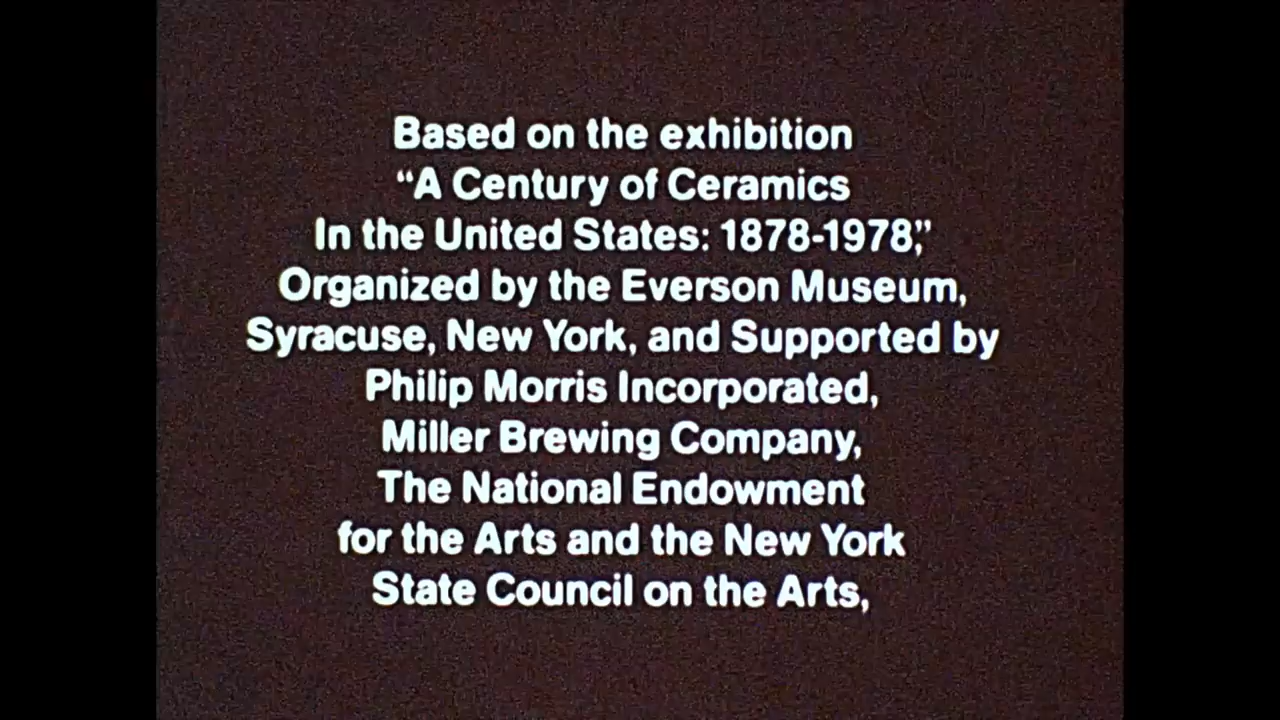 Based on the exhibition
“A Century of Ceramics
In the United States: 1878-1978,”
Organized by the Everson Museum,
Syracuse, New York, and Supported by
Philip Morris Incorporated,
Miller Brewing Company,
The National Endowment
for the Arts and the New York
State Council on the Arts,